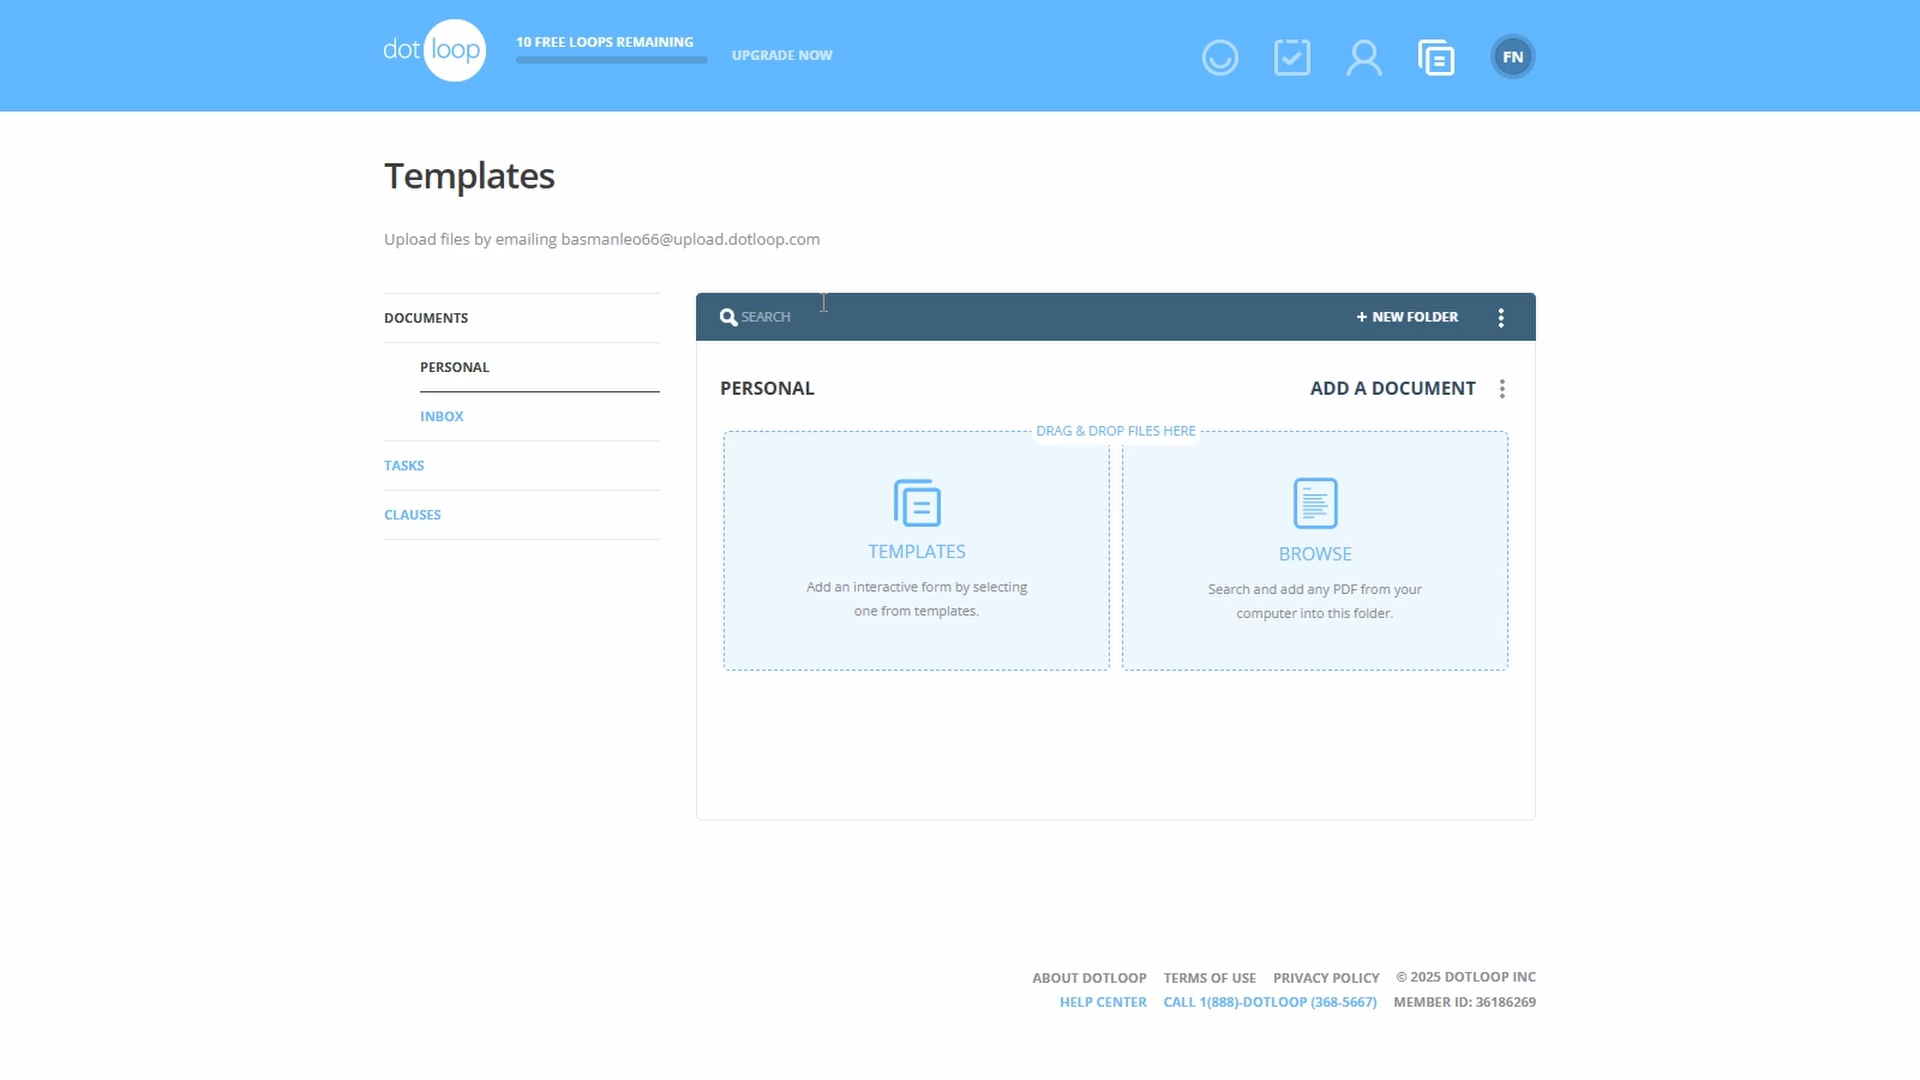 dot loop
10 FREE LOOPS REMAINING
UPGRADE NOW
FN
Templates
Upload files by emailing basmanleo66@upload.dotloop.com
DOCUMENTS
PERSONAL
INBOX
TASKS
CLAUSES
SEARCH
+ NEW FOLDER
PERSONAL
ADD A DOCUMENT
DRAG & DROP FILES HERE
TEMPLATES
Add an interactive form by selecting
one from templates.
BROWSE
Search and add any PDF from your
computer into this folder.
ABOUT DOTLOOP TERMS OF USE PRIVACY POLICY © 2025 DOTLOOP INC
HELP CENTER CALL 1(888)-DOTLOOP (368-5667) MEMBER ID: 36186269